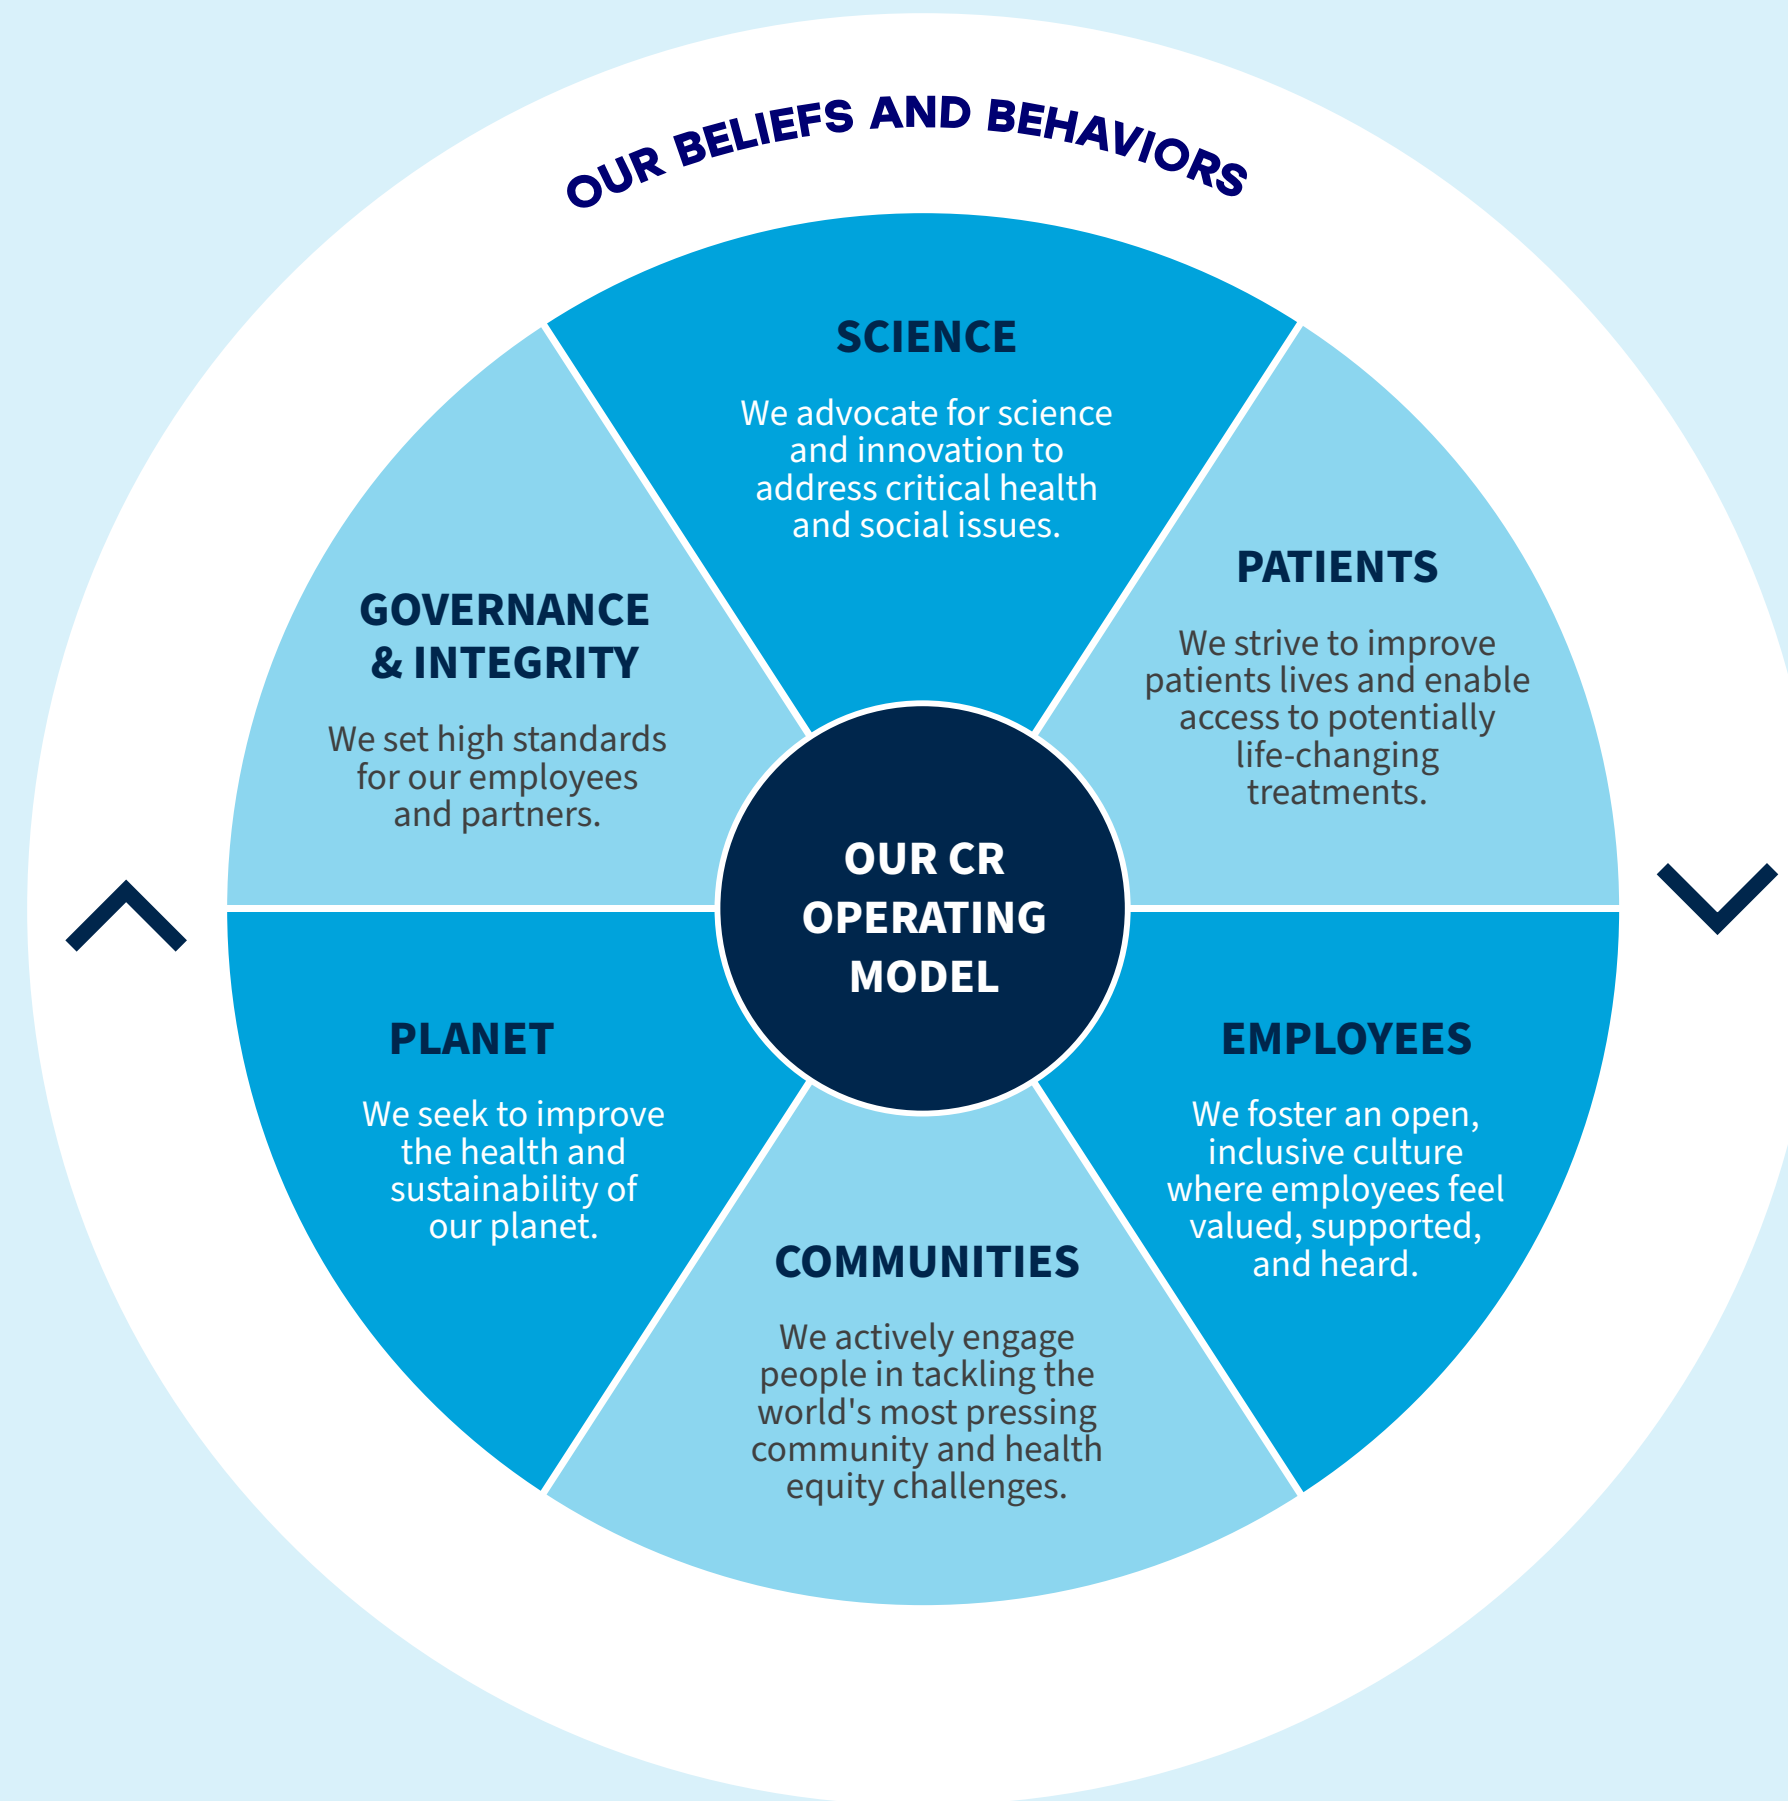 OUR BELIEFS AND BEHAVIORS
SCIENCE
We advocate for science
and innovation to
address critical health
and social issues.
PATIENTS
We strive to improve
patients lives and enable
access to potentially
life-changing
treatments.
EMPLOYEES
We foster an open,
inclusive culture
where employees feel
valued, supported,
and heard.
COMMUNITIES
We actively engage
people in tackling the
world's most pressing
community and health
equity challenges.
PLANET
We seek to improve
the health and
sustainability of
our planet.
GOVERNANCE
& INTEGRITY
We set high standards
for our employees
and partners.
OUR CR
OPERATING
MODEL